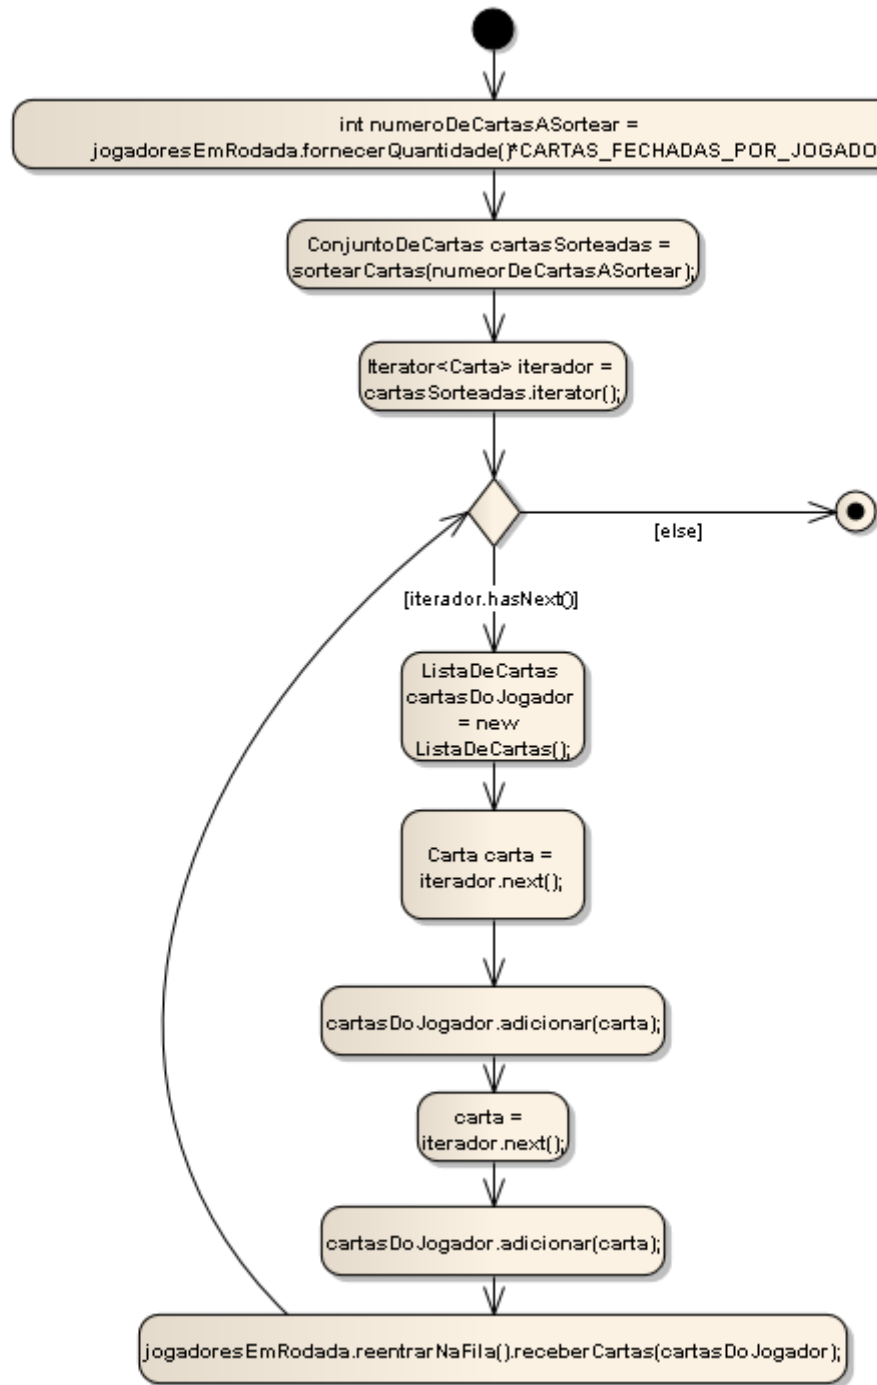 int numeroDeCartasASortear =
jogadoresEmRodada.fornecerQuantidade()*CARTAS_FECHADAS_POR_JOGADO
ConjuntoDeCartas cartasSorteadas =
sortearCartas(numeorDeCartasASortear);
Iterator<Carta> iterador =
cartasSorteadas.iterator();
[else]
[iterador.hasNext()]
ListaDeCartas
cartasDoJogador
= new
ListaDeCartas();
Carta carta =
iterador.next();
cartasDoJogador.adicionar(carta);
carta =
iterador.next();
cartasDoJogador.adicionar(carta);
jogadoresEmRodada.reentrarNaFila().receberCartas(cartasDoJogador);